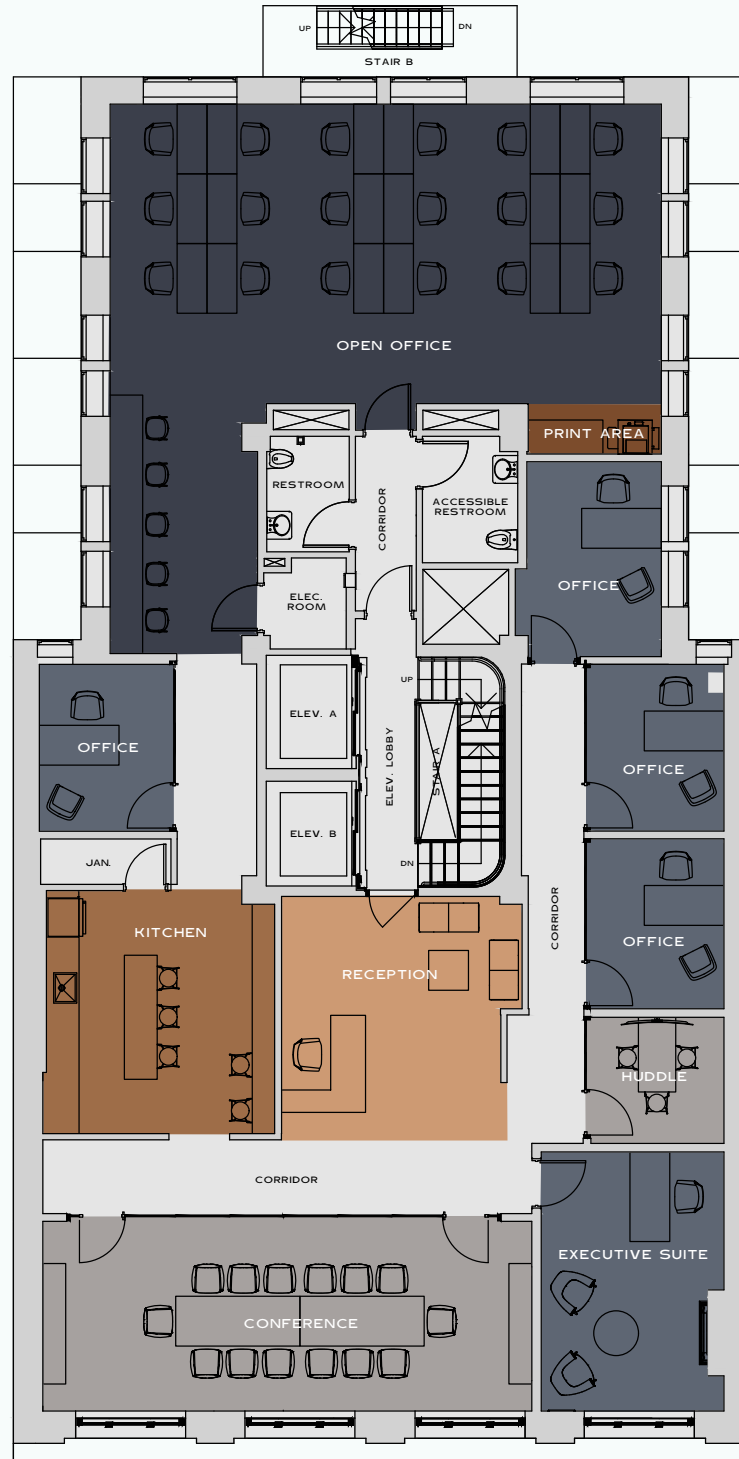 UP
DN
STAIR B
OPEN OFFICE
PRINT AREA
RESTROOM
CORRIDOR
ACCESSIBLE
RESTROOM
OFFICE
ELEC.
ROOM
UP
ELEV. A
ELEV. LOBBY
STAIR A
OFFICE
OFFICE
ELEV. B
JAN.
DN
KITCHEN
RECEPTION
CORRIDOR
OFFICE
HUDDLE
CORRIDOR
EXECUTIVE SUITE
CONFERENCE